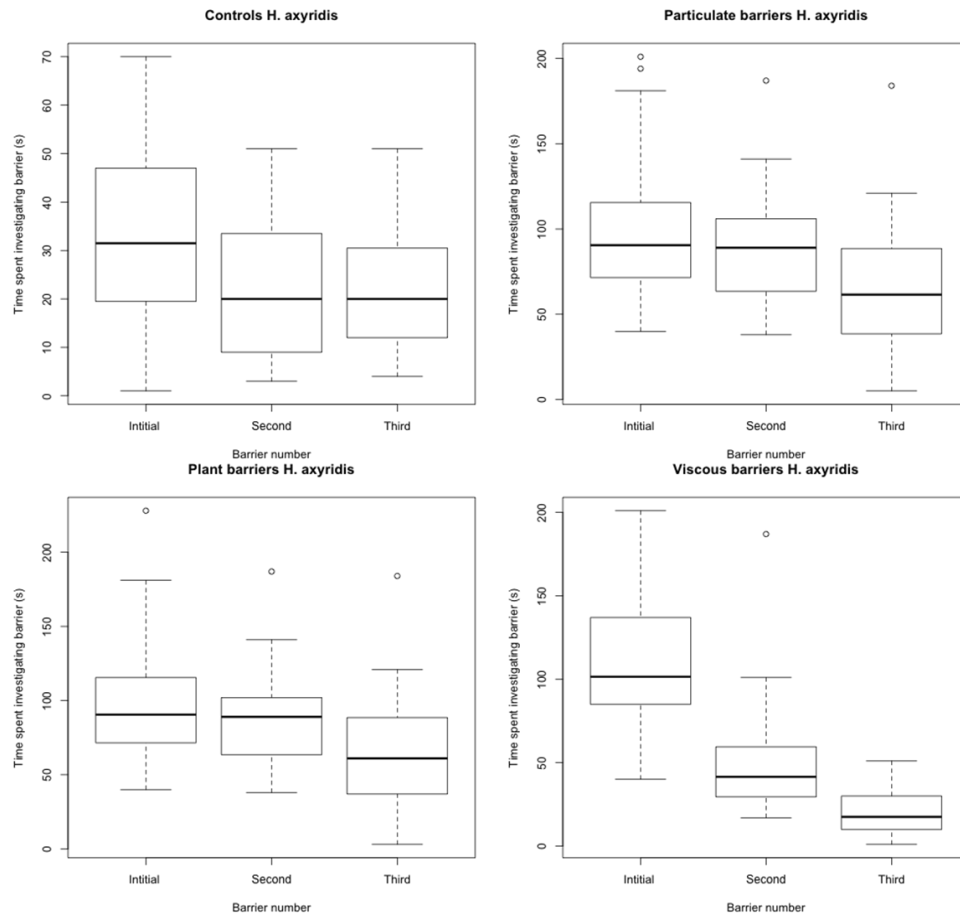 Controls H. axyridis
Time spent investigating barrier (s)
70
60
50
40
30
20
10
0
Intitial Second Third
Barrier number
Particulate barriers H. axyridis
Time spent investigating barrier (s)
200
150
100
50
0
Intitial Second Third
Barrier number
Plant barriers H. axyridis
Time spent investigating barrier (s)
200
150
100
50
0
Intitial Second Third
Barrier number
Viscous barriers H. axyridis
Time spent investigating barrier (s)
200
150
100
50
0
Intitial Second Third
Barrier number